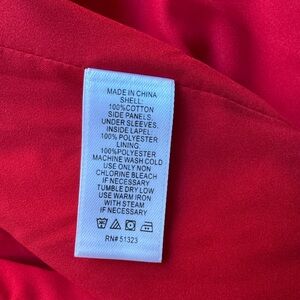 MADE IN CHINA
SHELL:
100%COTTON
SIDE PANELS,
UNDER SLEEVES,
INSIDE LAPEL:
100% POLYESTER
LINING:
100%POLYESTER
MACHINE WASH COLD
USE ONLY NON
CHLORINE BLEACH
IF NECESSARY
TUMBLE DRY LOW
USE WARM IRON
WITH STEAM
IF NECESSARY
RN# 51323